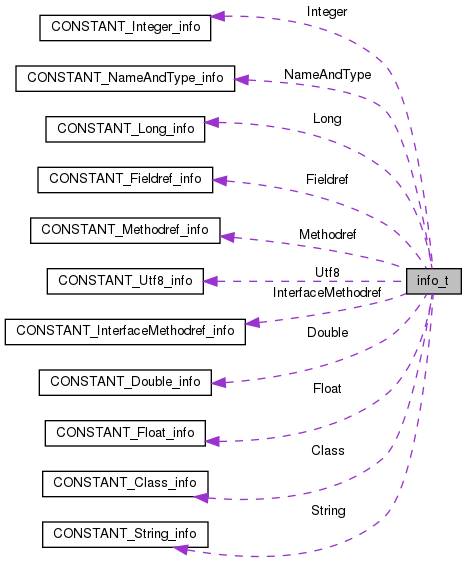 Integer
CONSTANT_Integer_info
NameAndType
CONSTANT_NameAndType_info
Long
CONSTANT_Long_info
Fieldref
CONSTANT_Fieldref_info
Methodref
CONSTANT_Methodref_info
Utf8
CONSTANT_Utf8_info
info_t
InterfaceMethodref
CONSTANT_InterfaceMethodref_info
Double
CONSTANT_Double_info
Float
CONSTANT_Float_info
Class
CONSTANT_Class_info
String
CONSTANT_String_info